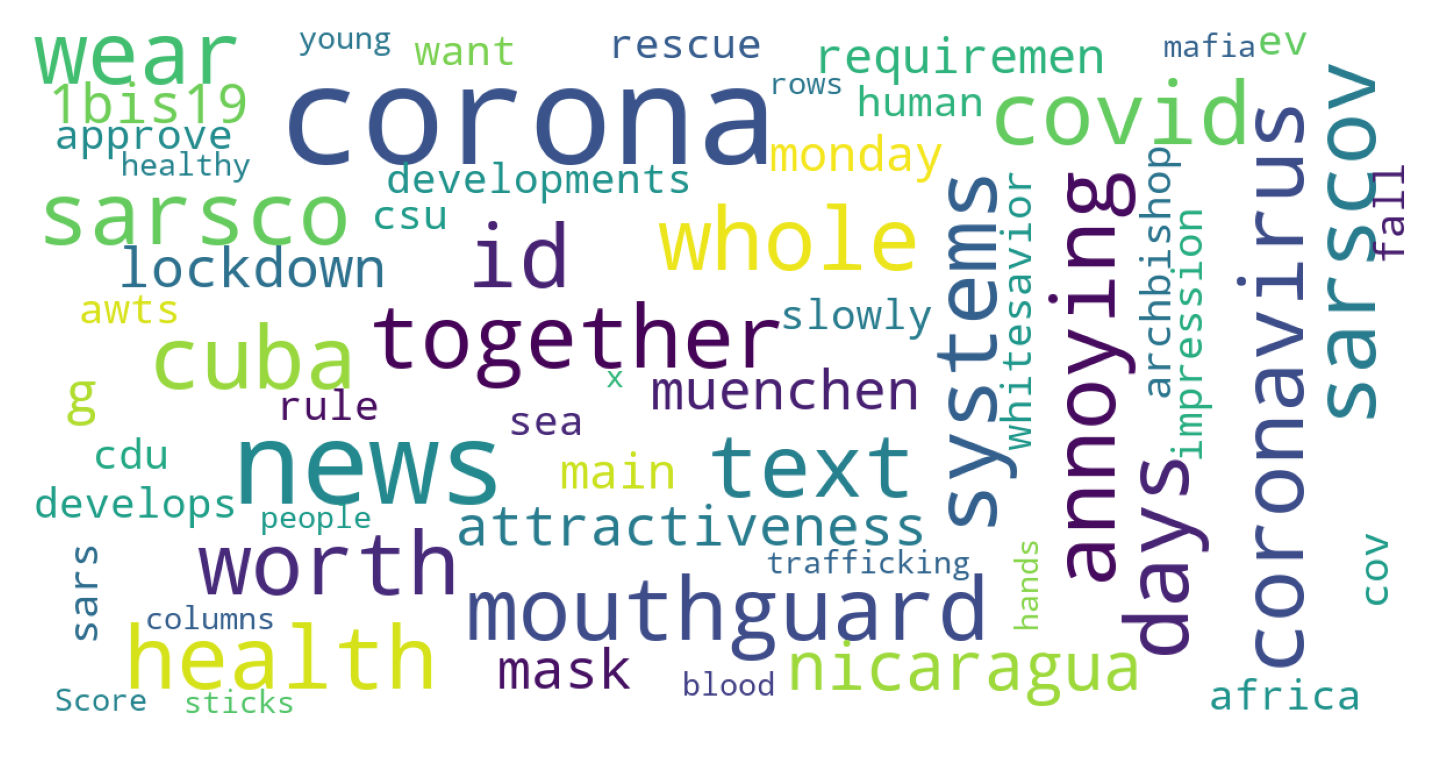 wear
young
want
rescue
requiremen
mafia
ev
1bis19
corona
rows
human
covid
approve
healthy
monday
developments
sarsco
csu
id
whole
lockdown
systems
whitesavior
annoying
archbishop
impression
coronavirus
sarscov
fall
awts
cuba
together
slowly
g
rule
x
muenchen
sea
cdu
news
main
text
days
develops
people
attractiveness
worth
trafficking
hands
cov
sars
columns
mouthguard
health
mask
blood
nicaragua
africa
Score
sticks